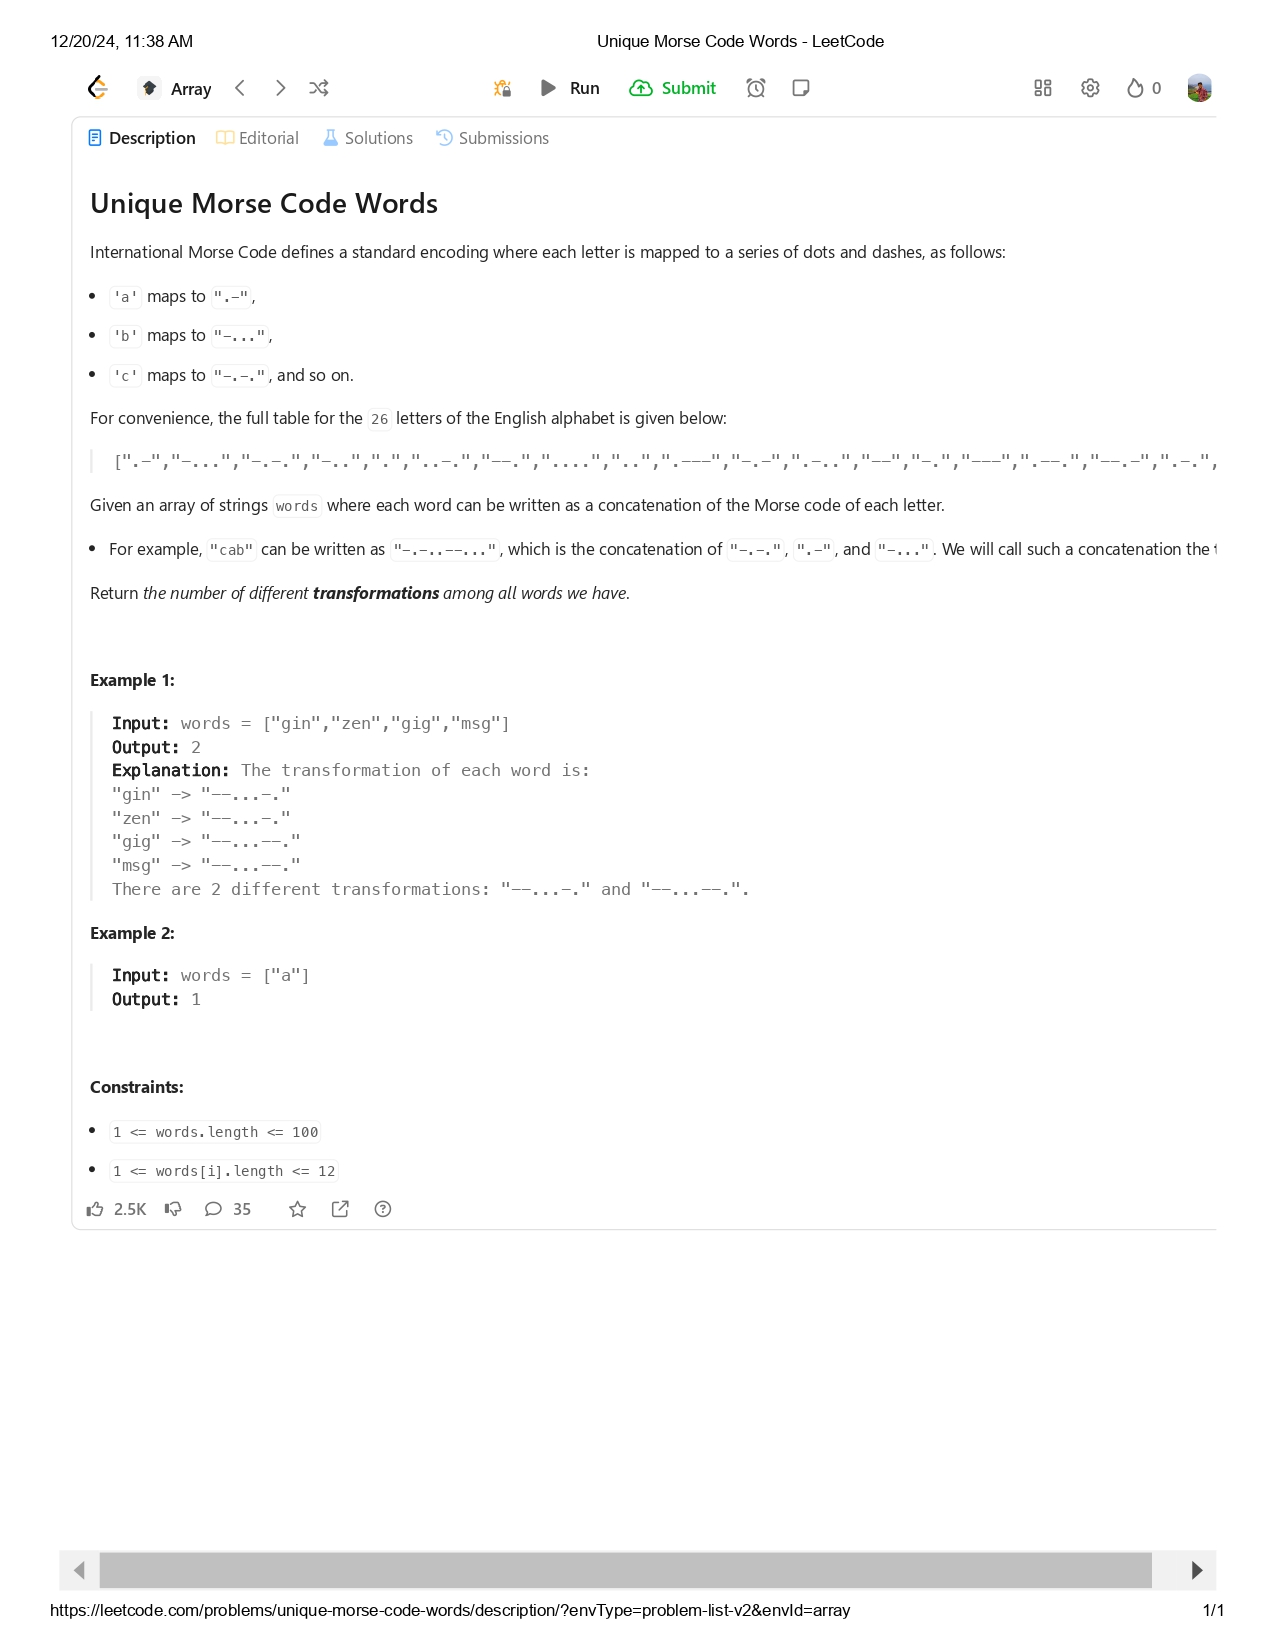 12/20/24, 11:38 AM Unique Morse Code Words - LeetCode
Array Run Submit 0
Description Editorial Solutions Submissions
Unique Morse Code Words
International Morse Code defines a standard encoding where each letter is mapped to a series of dots and dashes, as follows:
• 'a' maps to ".-",
• 'b' maps to "-...",
• 'c' maps to "-.-.", and so on.
For convenience, the full table for the 26 letters of the English alphabet is given below:
[".-","-...","-.-.","-..",".","..-.","--.","....","..",".---","-.-",".-..","--","-.","---",".--.","--.-",".-.",
Given an array of strings words where each word can be written as a concatenation of the Morse code of each letter.
• For example, "cab" can be written as "-.-..--...", which is the concatenation of "-.-.", ".-", and "-...". We will call such a concatenation the
Return the number of different transformations among all words we have.
Example 1:
Input: words = ["gin","zen","gig","msg"]
Output: 2
Explanation: The transformation of each word is:
"gin" -> "--...-."
"zen" -> "--...-."
"gig" -> "--...--."
"msg" -> "--...--."
There are 2 different transformations: "--...-." and "--...--.".
Example 2:
Input: words = ["a"]
Output: 1
Constraints:
• 1 <= words.length <= 100
• 1 <= words[i].length <= 12
2.5K 35
https://leetcode.com/problems/unique-morse-code-words/description/?envType=problem-list-v2&envId=array 1/1